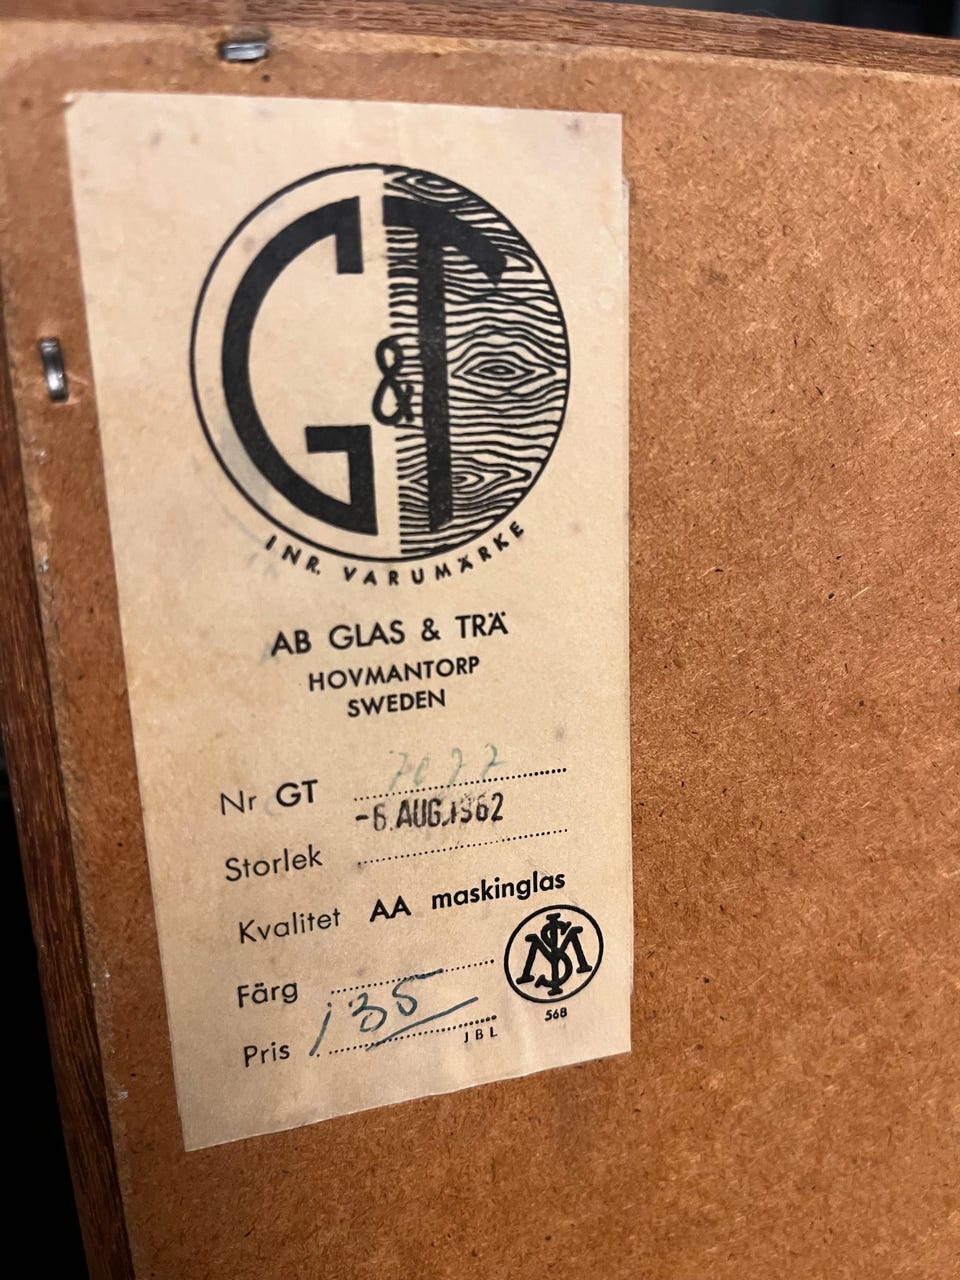 G&T
INR. VARUMÄRKE
AB GLAS & TRÄ
HOVMANTORP
SWEDEN
Nr GT
-6. AUG. 1962
Storlek
Kvalitet AA maskinglas
Färg
Pris 135
SM
568
JBL